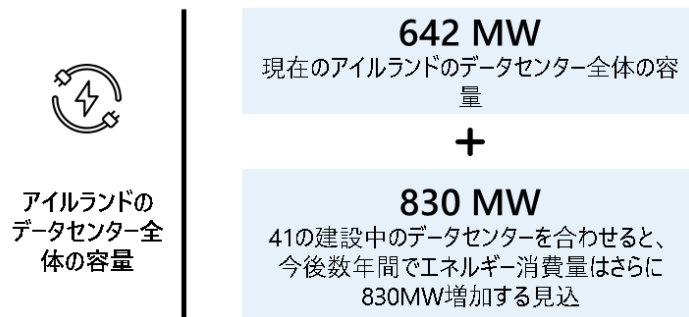 アイルランドの
データセンター全
体の容量
642 MW
現在のアイルランドのデータセンター全体の容
量
+
830 MW
41の建設中のデータセンターを合わせると、
今後数年間でエネルギー消費量はさらに
830MW増加する見込